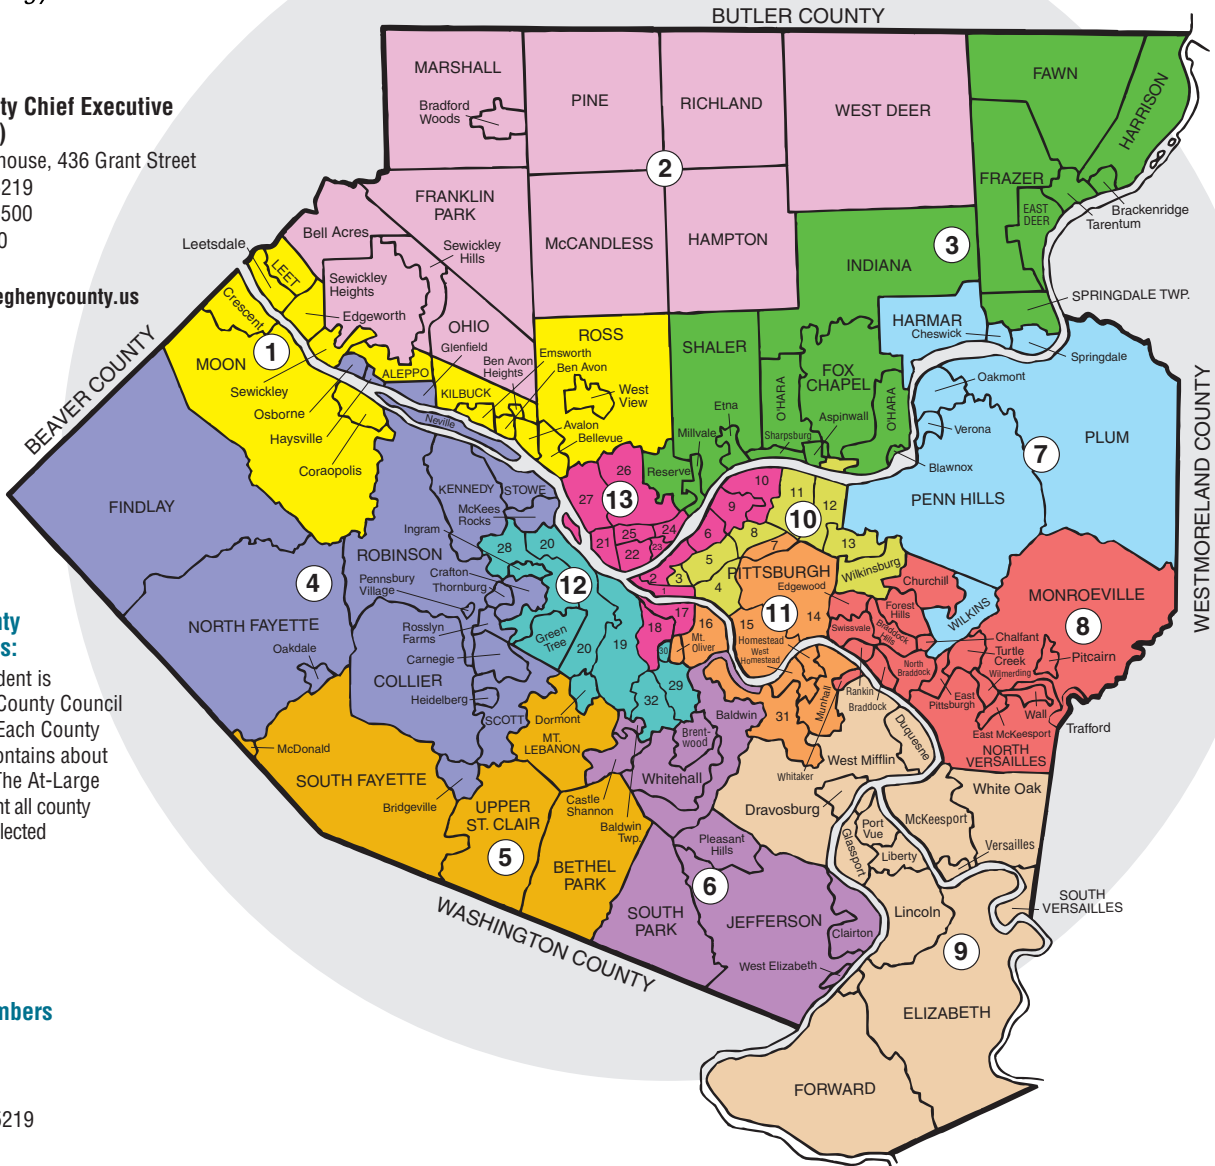 BUTLER COUNTY
ty Chief Executive
)
house, 436 Grant Street
219
500
0
eghenycounty.us
MARSHALL
Bradford
Woods
PINE
RICHLAND
WEST DEER
FAWN
HARRISON
2
FRAZER
EAST
DEER
Brackenridge
Tarentum
FRANKLIN
PARK
Bell Acres
Sewickley
Hills
McCANDLESS
HAMPTON
3
INDIANA
Leetsdale
LEET
Sewickley
Heights
Crescent
Edgeworth
OHIO
Glenfield
SPRINGDALE TWP.
HARMAR
Cheswick
Springdale
BEAVER COUNTY
MOON
1
ALEPPO
Sewickley
Osborne
Haysville
Coraopolis
KILBUCK
Ben Avon
Heights
Emsworth
Ben Avon
ROSS
West
View
Avalon
Bellevue
Neville
SHALER
Etna
Millvale
Reserve
O'HARA
FOX
CHAPEL
Aspinwall
O'HARA
Sharpsburg
Blawnox
Oakmont
Verona
7
PLUM
PENN HILLS
WESTMORELAND COUNTY
FINDLAY
KENNEDY
STOWE
McKees
Rocks
Ingram
ROBINSON
Crafton
Thornburg
Pennsbury
Village
Rosslyn
Farms
Carnegie
Heidelberg
4
NORTH FAYETTE
Oakdale
COLLIER
SCOTT
26
27
13
25
24
21
22
23
10
9
6
2
1
3
11
12
10
8
13
5
4
7
PITTSBURGH
Edgewood
Wilkinsburg
11
14
15
16
17
18
Mt.
Oliver
Homestead
West
Homestead
28
20
12
Green
Tree
20
19
30
29
32
31
Munhall
Whitaker
Churchill
Forest
Hills
Swissvale
Braddock
Hills
WILKINS
MONROEVILLE
8
Chalfant
Turtle
Creek
Pitcairn
Wilmerding
North
Braddock
Rankin
Braddock
East
Pittsburgh
Wall
East McKeesport
NORTH
VERSAILLES
Trafford
nty
s:
dent is
County Council
Each County
ontains about
The At-Large
nt all county
elected
McDonald
SOUTH FAYETTE
Bridgeville
Dormont
MT.
LEBANON
Castle
Shannon
Baldwin
Twp.
UPPER
ST. CLAIR
5
BETHEL
PARK
Baldwin
Brent-
wood
Whitehall
Pleasant
Hills
6
SOUTH
PARK
JEFFERSON
Clairton
West Elizabeth
WASHINGTON COUNTY
West Mifflin
Duquesne
Dravosburg
White Oak
McKeesport
Port
Vue
Glassport
Liberty
Versailles
SOUTH
VERSAILLES
Lincoln
9
ELIZABETH
FORWARD
mbers
5219